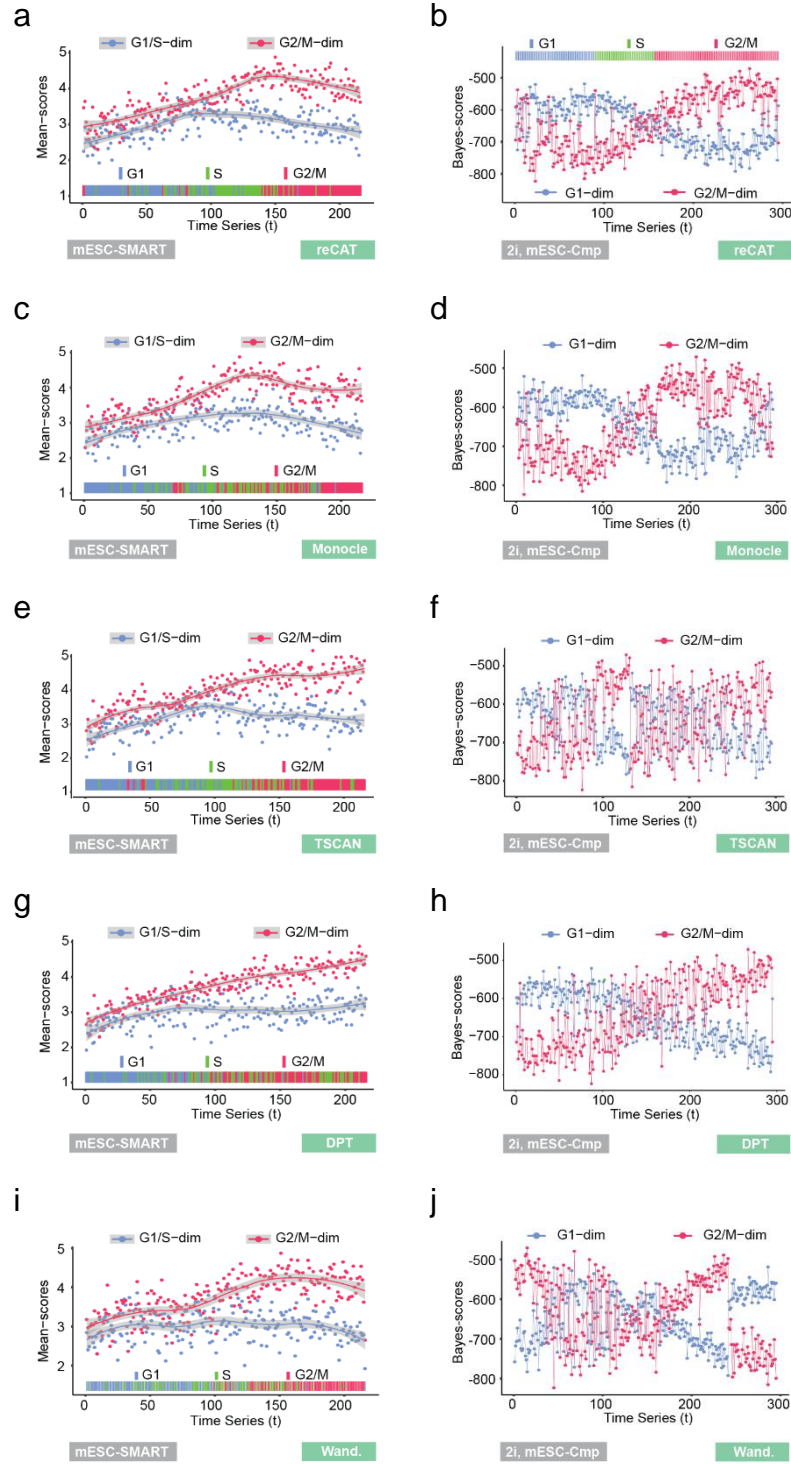 a
G1/S−dim G2/M−dim
Mean−scores
5
4
3
2
1
G1 S G2/M
0 50 100 150 200
Time Series (t)
mESC-SMART reCAT
b
G1 S G2/M
Bayes-scores
-500
-600
-700
-800
G1−dim G2/M−dim
0 100 200 300
Time Series (t)
2i, mESC-Cmp reCAT
c
G1/S−dim G2/M−dim
Mean−scores
5
4
3
2
1
G1 S G2/M
0 50 100 150 200
Time Series (t)
mESC-SMART Monocle
d
G1−dim G2/M−dim
Bayes-scores
-500
-600
-700
-800
0 100 200 300
Time Series (t)
2i, mESC-Cmp Monocle
e
G1/S−dim G2/M−dim
Mean−scores
5
4
3
2
1
G1 S G2/M
0 50 100 150 200
Time Series (t)
mESC-SMART TSCAN
f
G1−dim G2/M−dim
Bayes−scores
−500
−600
−700
−800
0 100 200 300
Time Series (t)
2i, mESC-Cmp TSCAN
g
G1/S−dim G2/M−dim
Mean−scores
5
4
3
2
1
G1 S G2/M
0 50 100 150 200
Time Series (t)
mESC-SMART DPT
h
G1−dim G2/M−dim
Bayes−scores
−500
−600
−700
−800
0 100 200 300
Time Series (t)
2i, mESC-Cmp DPT
i
G1/S−dim G2/M−dim
Mean−scores
5
4
3
2
G1 S G2/M
0 50 100 150 200
Time Series (t)
mESC-SMART Wand.
j
G1−dim G2/M−dim
Bayes-scores
-500
-600
-700
-800
0 100 200 300
Time Series (t)
2i, mESC-Cmp Wand.